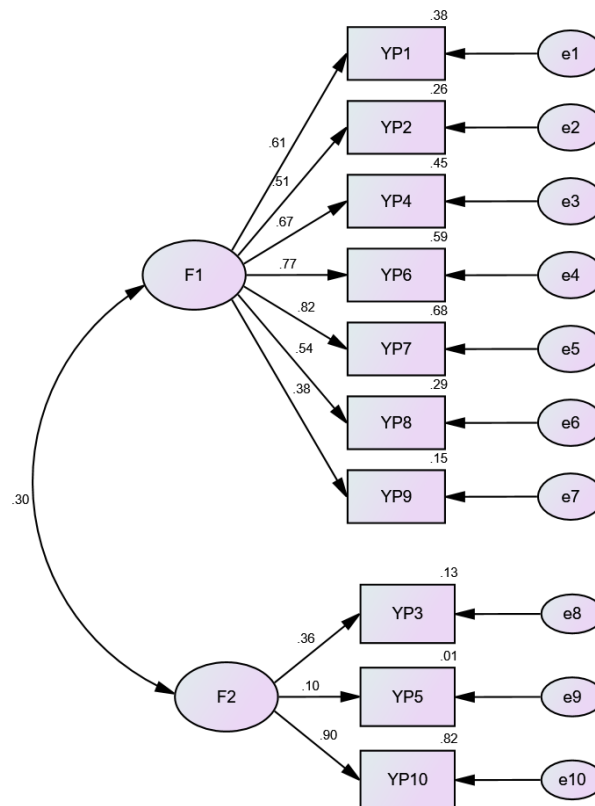 .38
YP1
e1
.26
YP2
e2
.61
.51
.45
YP4
e3
.67
.59
F1
.77
YP6
e4
.82
.68
YP7
e5
.54
.38
.29
YP8
e6
.15
YP9
e7
.30
.13
YP3
e8
.36
.01
F2
.10
YP5
e9
.90
.82
YP10
e10